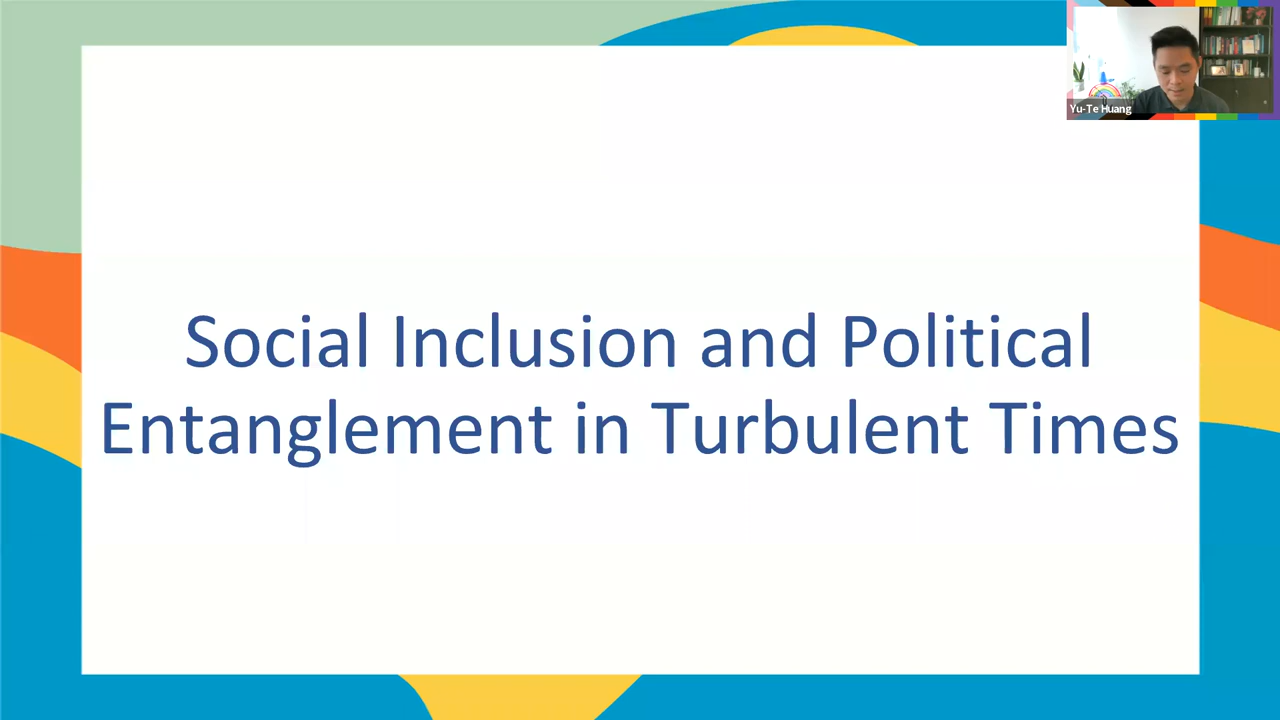 Yu-Te Huang
Social Inclusion and Political
Entanglement in Turbulent Times